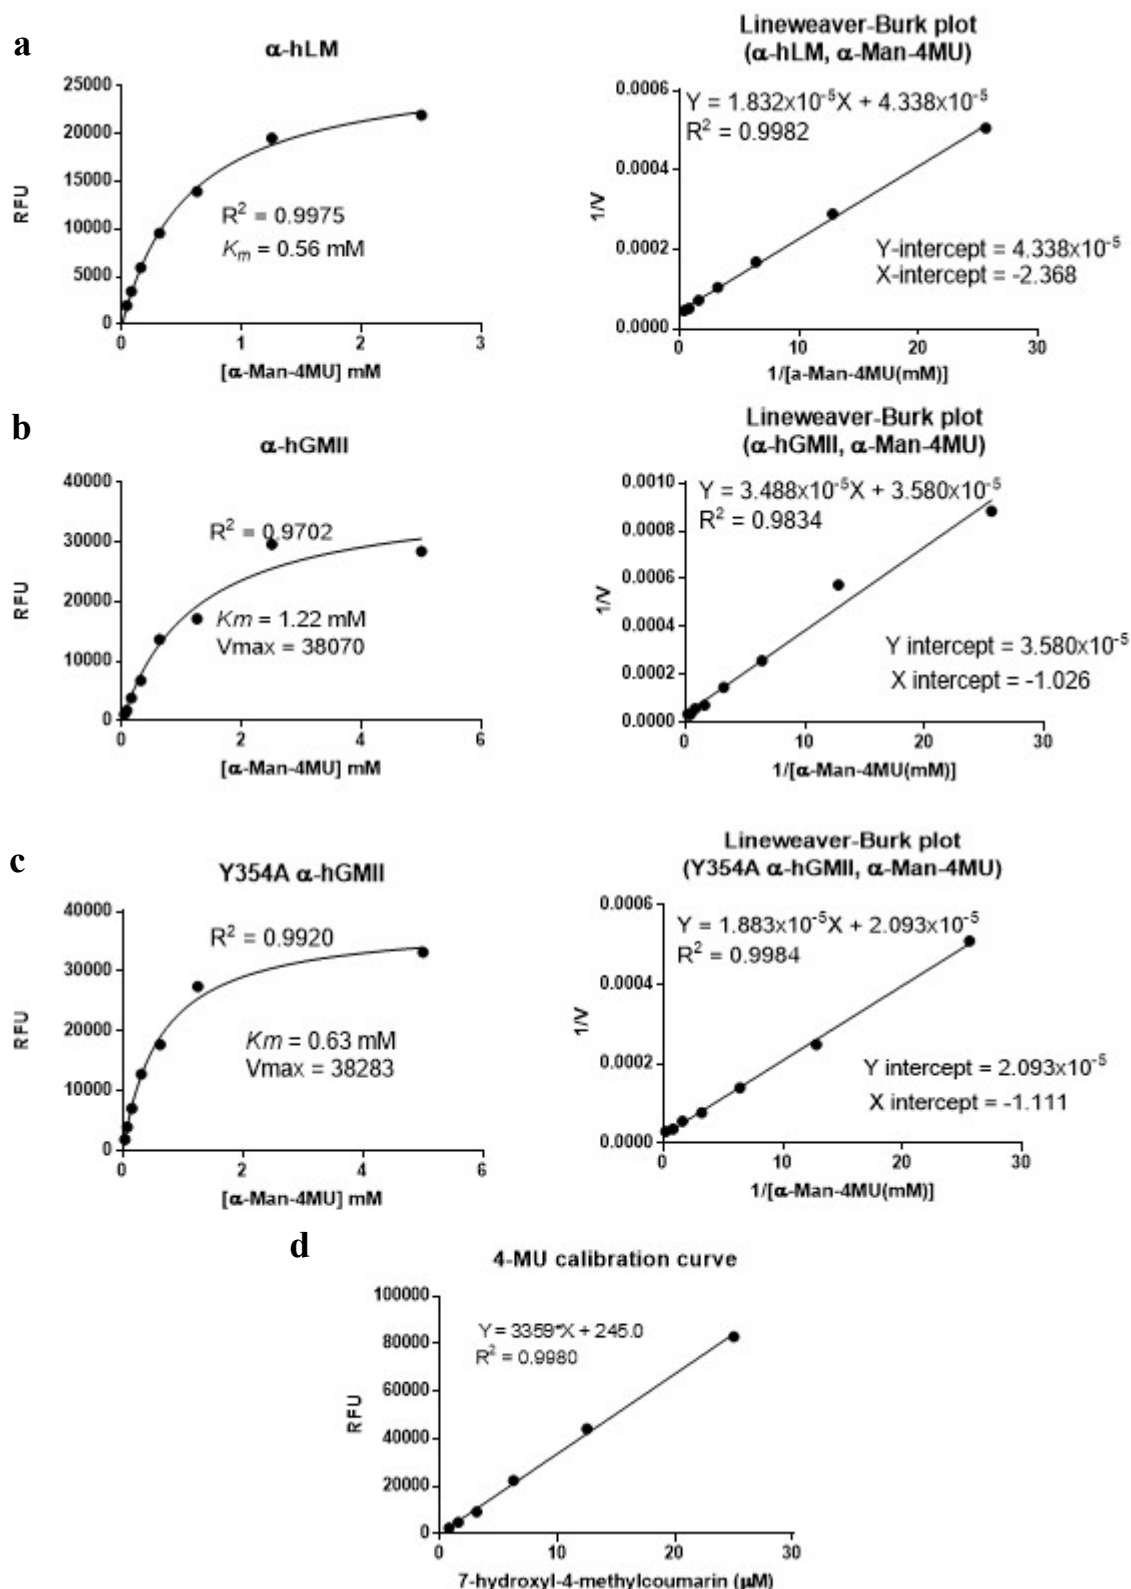 a
α-hLM
25000
20000
15000
10000
5000
0
RFU
R² = 0.9975
Km = 0.56 mM
0 1 2 3
[α-Man-4MU] mM
Lineweaver-Burk plot
(α-hLM, α-Man-4MU)
0.0006
0.0004
0.0002
0.0000
1/V
Y = 1.832x10⁻⁵X + 4.338x10⁻⁵
R² = 0.9982
Y-intercept = 4.338x10⁻⁵
X-intercept = -2.368
0 10 20 30
1/[a-Man-4MU(mM)]
b
α-hGMII
40000
30000
20000
10000
0
RFU
R² = 0.9702
Km = 1.22 mM
Vmax = 38070
0 2 4 6
[α-Man-4MU] mM
Lineweaver-Burk plot
(α-hGMII, α-Man-4MU)
0.0010
0.0008
0.0006
0.0004
0.0002
0.0000
1/V
Y = 3.488x10⁻⁵X + 3.580x10⁻⁵
R² = 0.9834
Y intercept = 3.580x10⁻⁵
X intercept = -1.026
0 10 20 30
1/[α-Man-4MU(mM)]
c
Y354A α-hGMII
40000
30000
20000
10000
0
RFU
R² = 0.9920
Km = 0.63 mM
Vmax = 38283
0 2 4 6
[α-Man-4MU] mM
Lineweaver-Burk plot
(Y354A α-hGMII, α-Man-4MU)
0.0006
0.0004
0.0002
0.0000
1/V
Y = 1.883x10⁻⁵X + 2.093x10⁻⁵
R² = 0.9984
Y intercept = 2.093x10⁻⁵
X intercept = -1.111
0 10 20 30
1/[α-Man-4MU(mM)]
d
4-MU calibration curve
100000
80000
60000
40000
20000
0
RFU
Y = 3359*X + 245.0
R² = 0.9980
0 10 20 30
7-hydroxyl-4-methylcoumarin (μM)